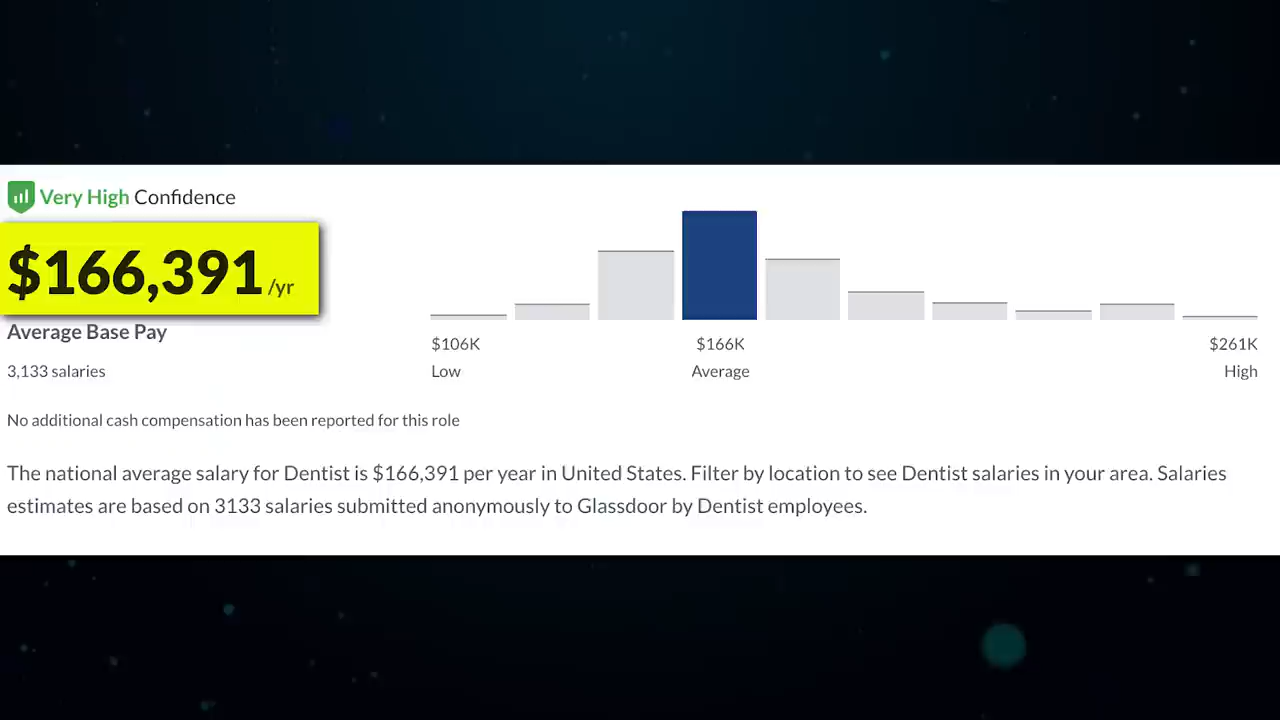 Very High Confidence
$166,391 /yr
Average Base Pay
3,133 salaries
$106K
Low
$166K
Average
$261K
High
No additional cash compensation has been reported for this role
The national average salary for Dentist is $166,391 per year in United States. Filter by location to see Dentist salaries in your area. Salaries
estimates are based on 3133 salaries submitted anonymously to Glassdoor by Dentist employees.